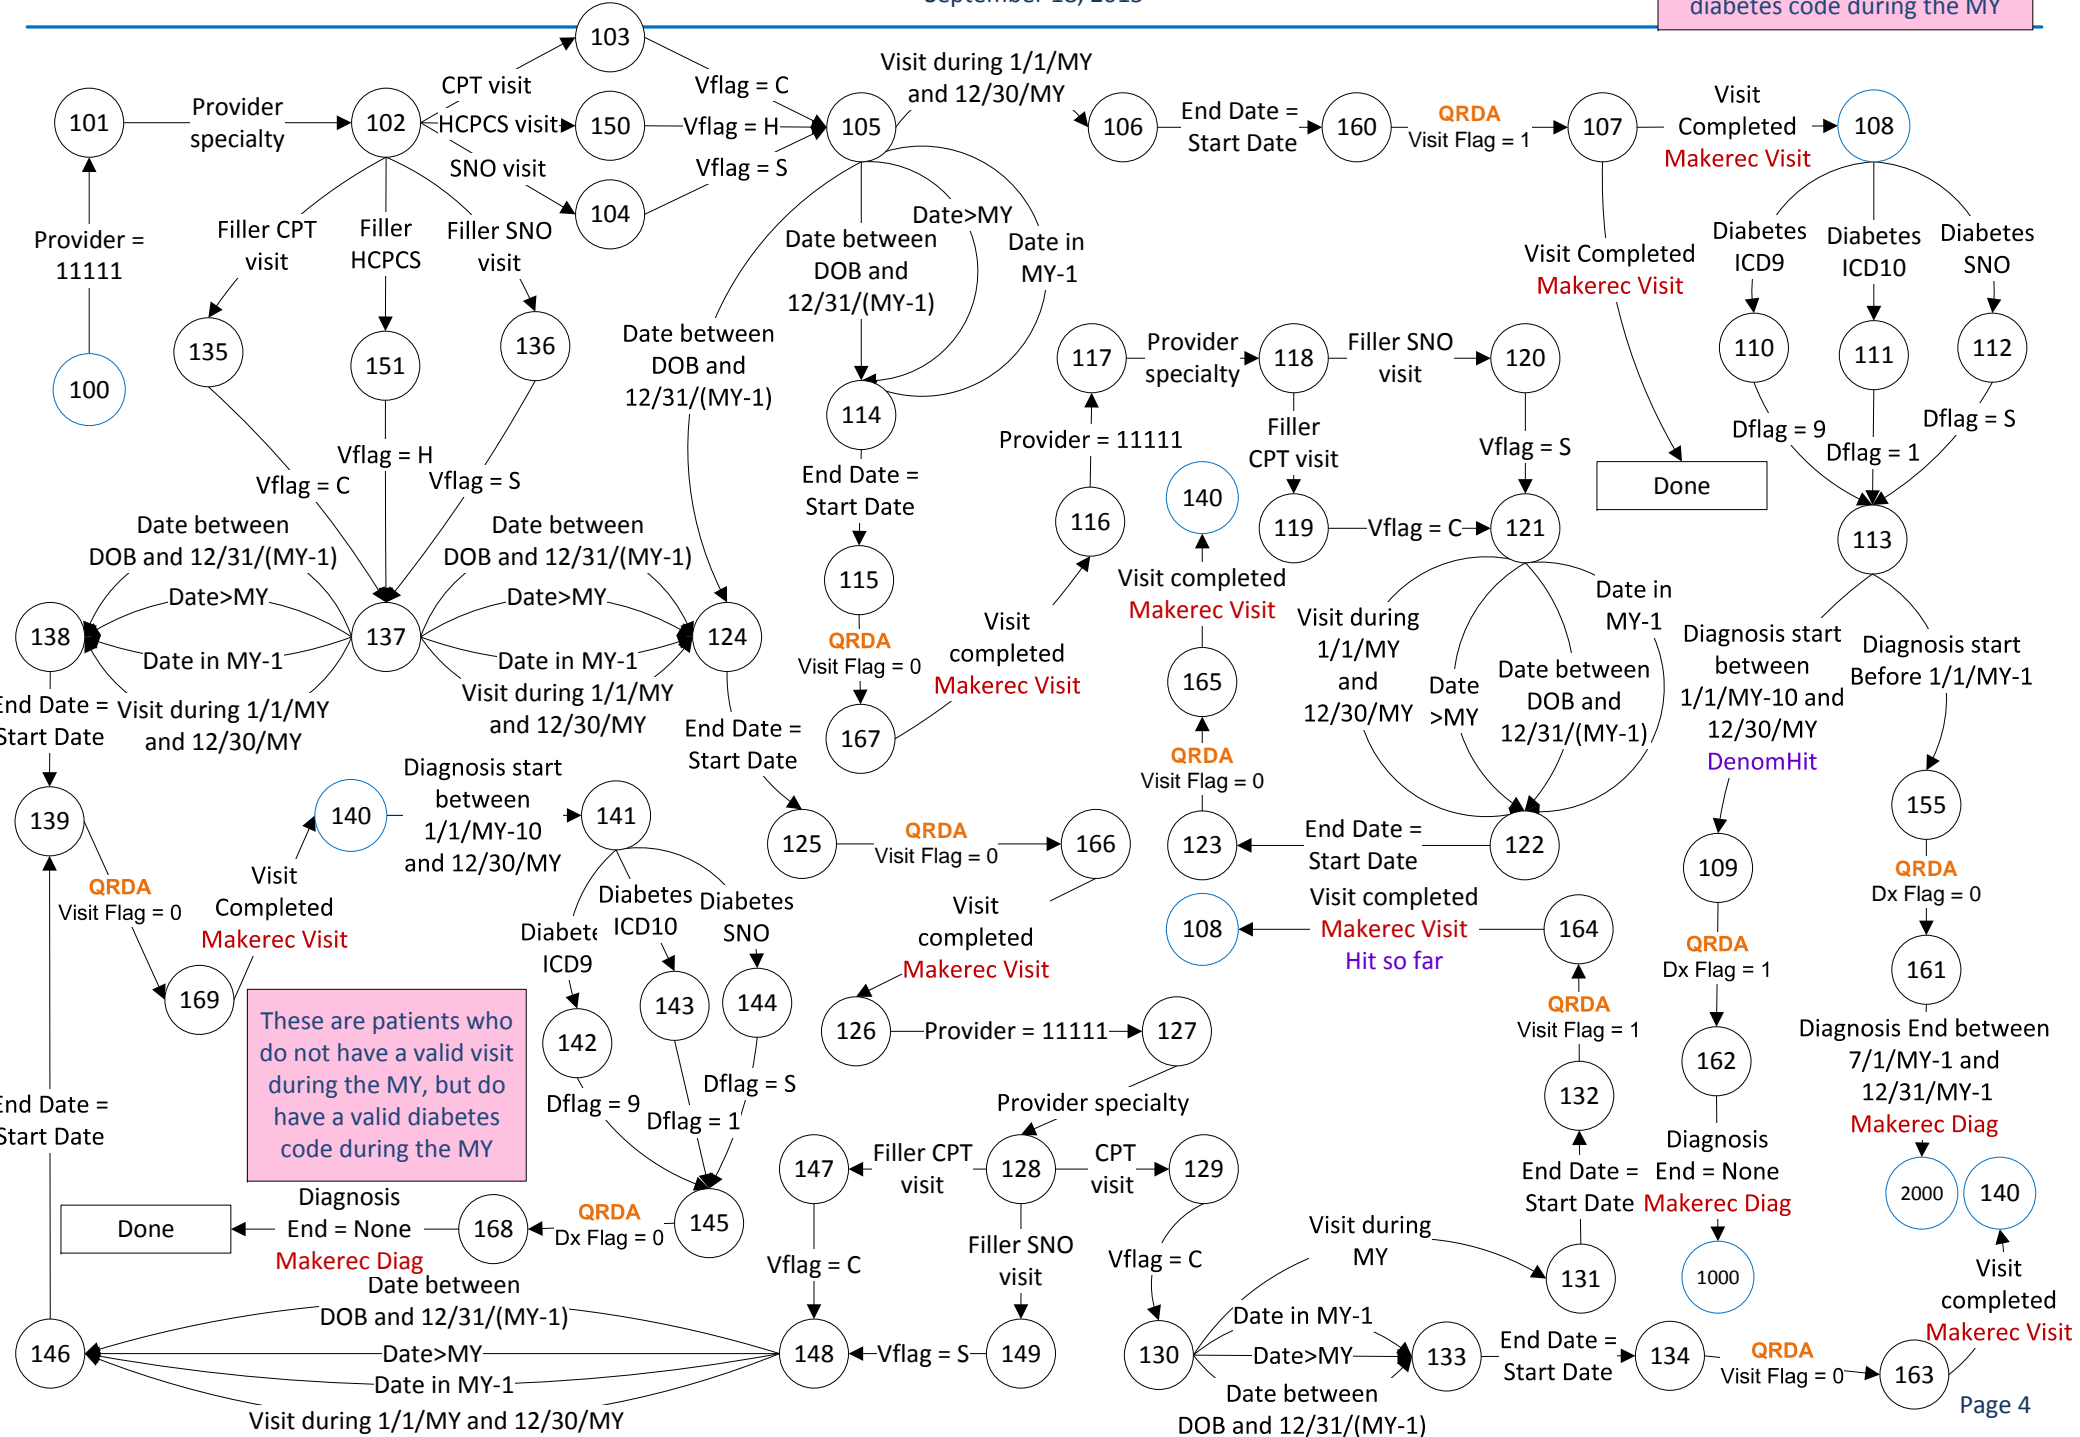 September 18, 2015
diabetes code during the MY
103
Visit during 1/1/MY
and 12/30/MY
CPT visit
Vflag = C
101
Provider
specialty
102
HCPCS visit
150
Vflag = H
105
106
End Date =
Start Date
160
QRDA
Visit Flag = 1
107
Visit
Completed
Makerec Visit
108
SNO visit
Vflag = S
104
Provider =
11111
100
Filler CPT
visit
Filler
HCPCS
Filler SNO
visit
135
151
136
Vflag = C
Vflag = H
Vflag = S
Date between
DOB and
12/31/(MY-1)
Date between
DOB and
12/31/(MY-1)
Date>MY
Date in
MY-1
114
End Date =
Start Date
115
QRDA
Visit Flag = 0
167
Visit
completed
Makerec Visit
116
Provider = 11111
117
Provider
specialty
118
Filler SNO
visit
120
Filler
CPT visit
Vflag = S
119
Vflag = C
121
Visit Completed
Makerec Visit
Done
Diabetes
ICD9
Diabetes
ICD10
Diabetes
SNO
110
111
112
Dflag = 9
Dflag = 1
Dflag = S
113
Date between
DOB and 12/31/(MY-1)
Date>MY
Date in MY-1
Visit during 1/1/MY
and 12/30/MY
138
137
Date between
DOB and 12/31/(MY-1)
Date>MY
Date in MY-1
Visit during 1/1/MY
and 12/30/MY
124
End Date =
Start Date
139
QRDA
Visit Flag = 0
169
Visit
Completed
Makerec Visit
140
Diagnosis start
between
1/1/MY-10
and 12/30/MY
141
Diabetes
ICD10
Diabetes
SNO
Diabete
ICD9
142
143
144
Dflag = 9
Dflag = 1
Dflag = S
145
QRDA
Dx Flag = 0
168
Diagnosis
End = None
Makerec Diag
Done
These are patients who
do not have a valid visit
during the MY, but do
have a valid diabetes
code during the MY
End Date =
Start Date
End Date =
Start Date
125
QRDA
Visit Flag = 0
166
Visit
completed
Makerec Visit
126
Provider = 11111
127
Provider specialty
147
Filler CPT
visit
128
CPT
visit
129
Vflag = C
Filler SNO
visit
Vflag = C
149
Vflag = S
148
146
Date between
DOB and 12/31/(MY-1)
Date>MY
Date in MY-1
Visit during 1/1/MY and 12/30/MY
140
Visit completed
Makerec Visit
165
QRDA
Visit Flag = 0
123
End Date =
Start Date
122
Visit during
1/1/MY
and
12/30/MY
Date
>MY
Date between
DOB and
12/31/(MY-1)
Date in
MY-1
108
Visit completed
Makerec Visit
Hit so far
164
QRDA
Visit Flag = 1
132
End Date =
Start Date
131
Visit during
MY
130
Date in MY-1
Date>MY
Date between
DOB and 12/31/(MY-1)
133
End Date =
Start Date
134
QRDA
Visit Flag = 0
163
Visit
completed
Makerec Visit
140
Diagnosis start
between
1/1/MY-10 and
12/30/MY
DenomHit
109
QRDA
Dx Flag = 1
162
Diagnosis
End = None
Makerec Diag
1000
Diagnosis start
Before 1/1/MY-1
155
QRDA
Dx Flag = 0
161
Diagnosis End between
7/1/MY-1 and
12/31/MY-1
Makerec Diag
2000
Page 4